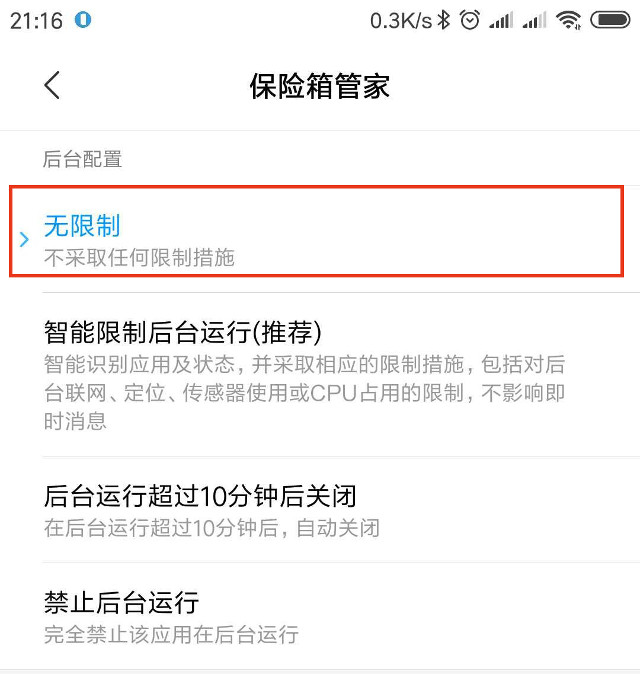 21:16 0.3K/s
保险箱管家
后台配置
无限制
不采取任何限制措施
智能限制后台运行(推荐)
智能识别应用及状态，并采取相应的限制措施，包括对后
台联网、定位、传感器使用或CPU占用的限制，不影响即
时消息
后台运行超过10分钟后关闭
在后台运行超过10分钟后，自动关闭
禁止后台运行
完全禁止该应用在后台运行